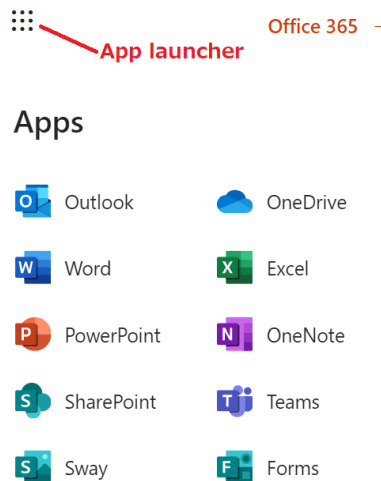 Office 365
App launcher
Apps
O Outlook
OneDrive
W Word
X Excel
P PowerPoint
N OneNote
S SharePoint
T Teams
S Sway
F Forms